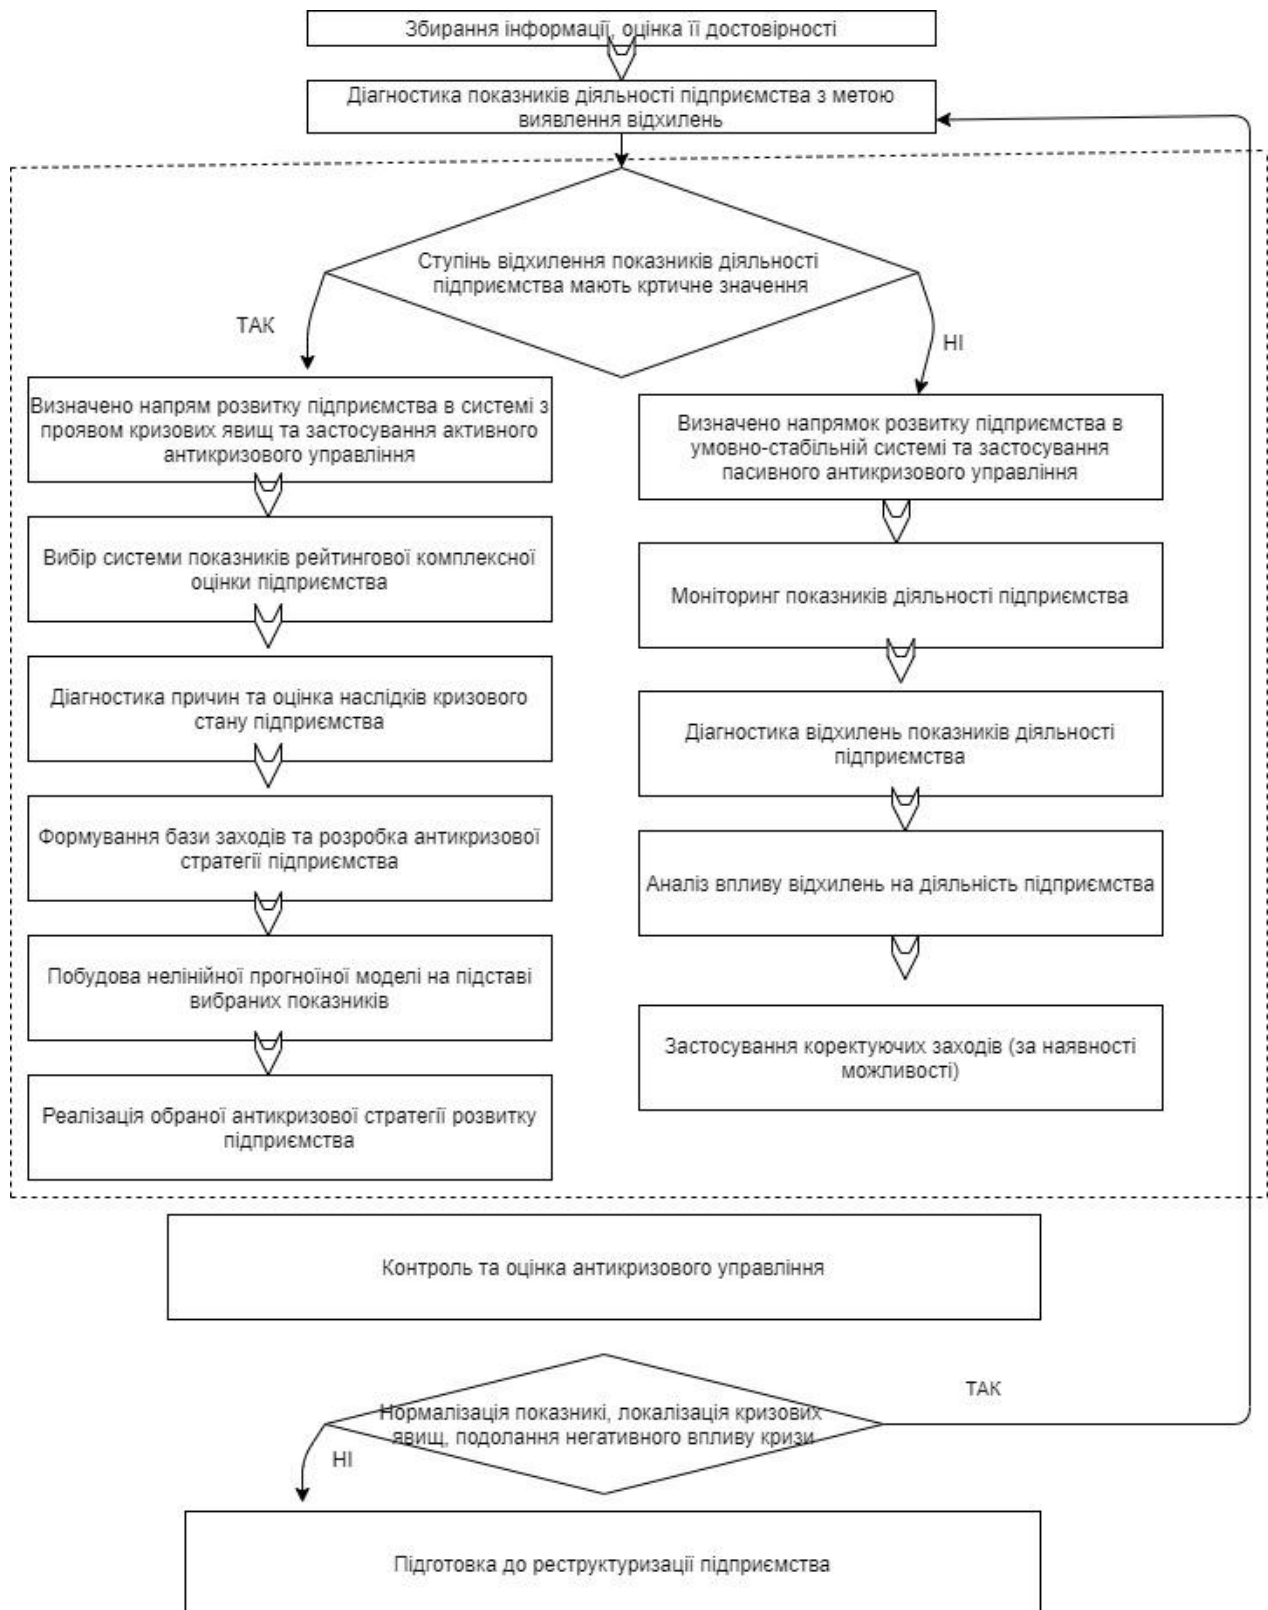 Збирання інформації, оцінка її достовірності
Діагностика показників діяльності підприємства з метою
виявлення відхилень
Ступінь відхилення показників діяльності
підприємства мають кртичне значення
ТАК
НІ
Визначено напрям розвитку підприємства в системі з
проявом кризових явищ та застосування активного
антикризового управління
Вибір системи показників рейтингової комплексної
оцінки підприємства
Діагностика причин та оцінка наслідків кризового
стану підприємства
Формування бази заходів та розробка антикризової
стратегії підприємства
Побудова нелінійної прогноїної моделі на підставі
вибраних показників
Реалізація обраної антикризової стратегії розвитку
підприємства
Визначено напрямок розвитку підприємства в
умовно-стабільній системі та застосування
пасивного антикризового управління
Моніторинг показників діяльності підприємства
Діагностика відхилень показників діяльності
підприємства
Аналіз впливу відхилень на діяльність підприємства
Застосування коректуючих заходів (за наявності
можливості)
Контроль та оцінка антикризового управління
Нормалізація показникі, локалізація кризових
явищ, подолання негативного впливу кризи
ТАК
НІ
Підготовка до реструктуризації підприємства